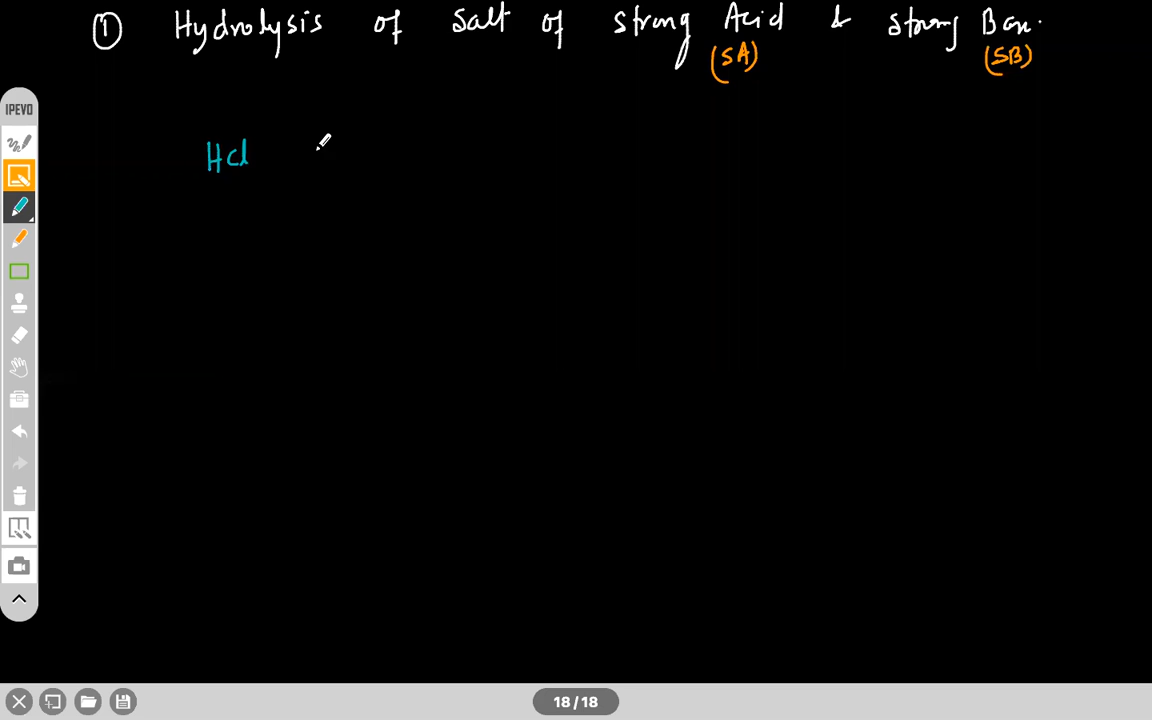 ① Hydrolysis of Salt of Strong Acid & Strong Base.
(SA) (SB)
IPEVO
HCl
18/18